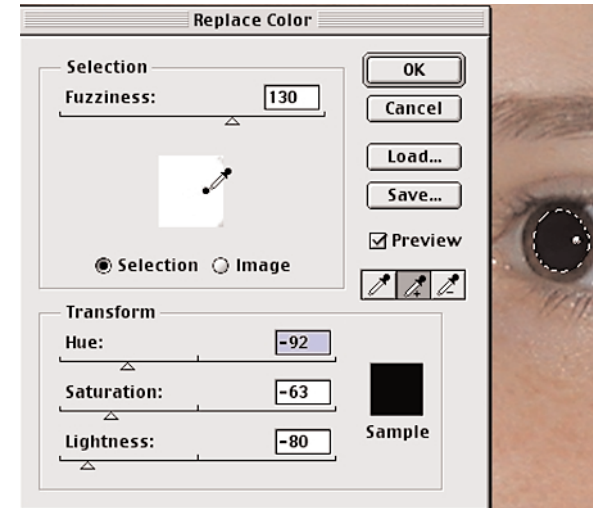 Replace Color
Selection
Fuzziness: 130
Selection Image
OK
Cancel
Load...
Save...
Preview
Transform
Hue: -92
Saturation: -63
Lightness: -80
Sample